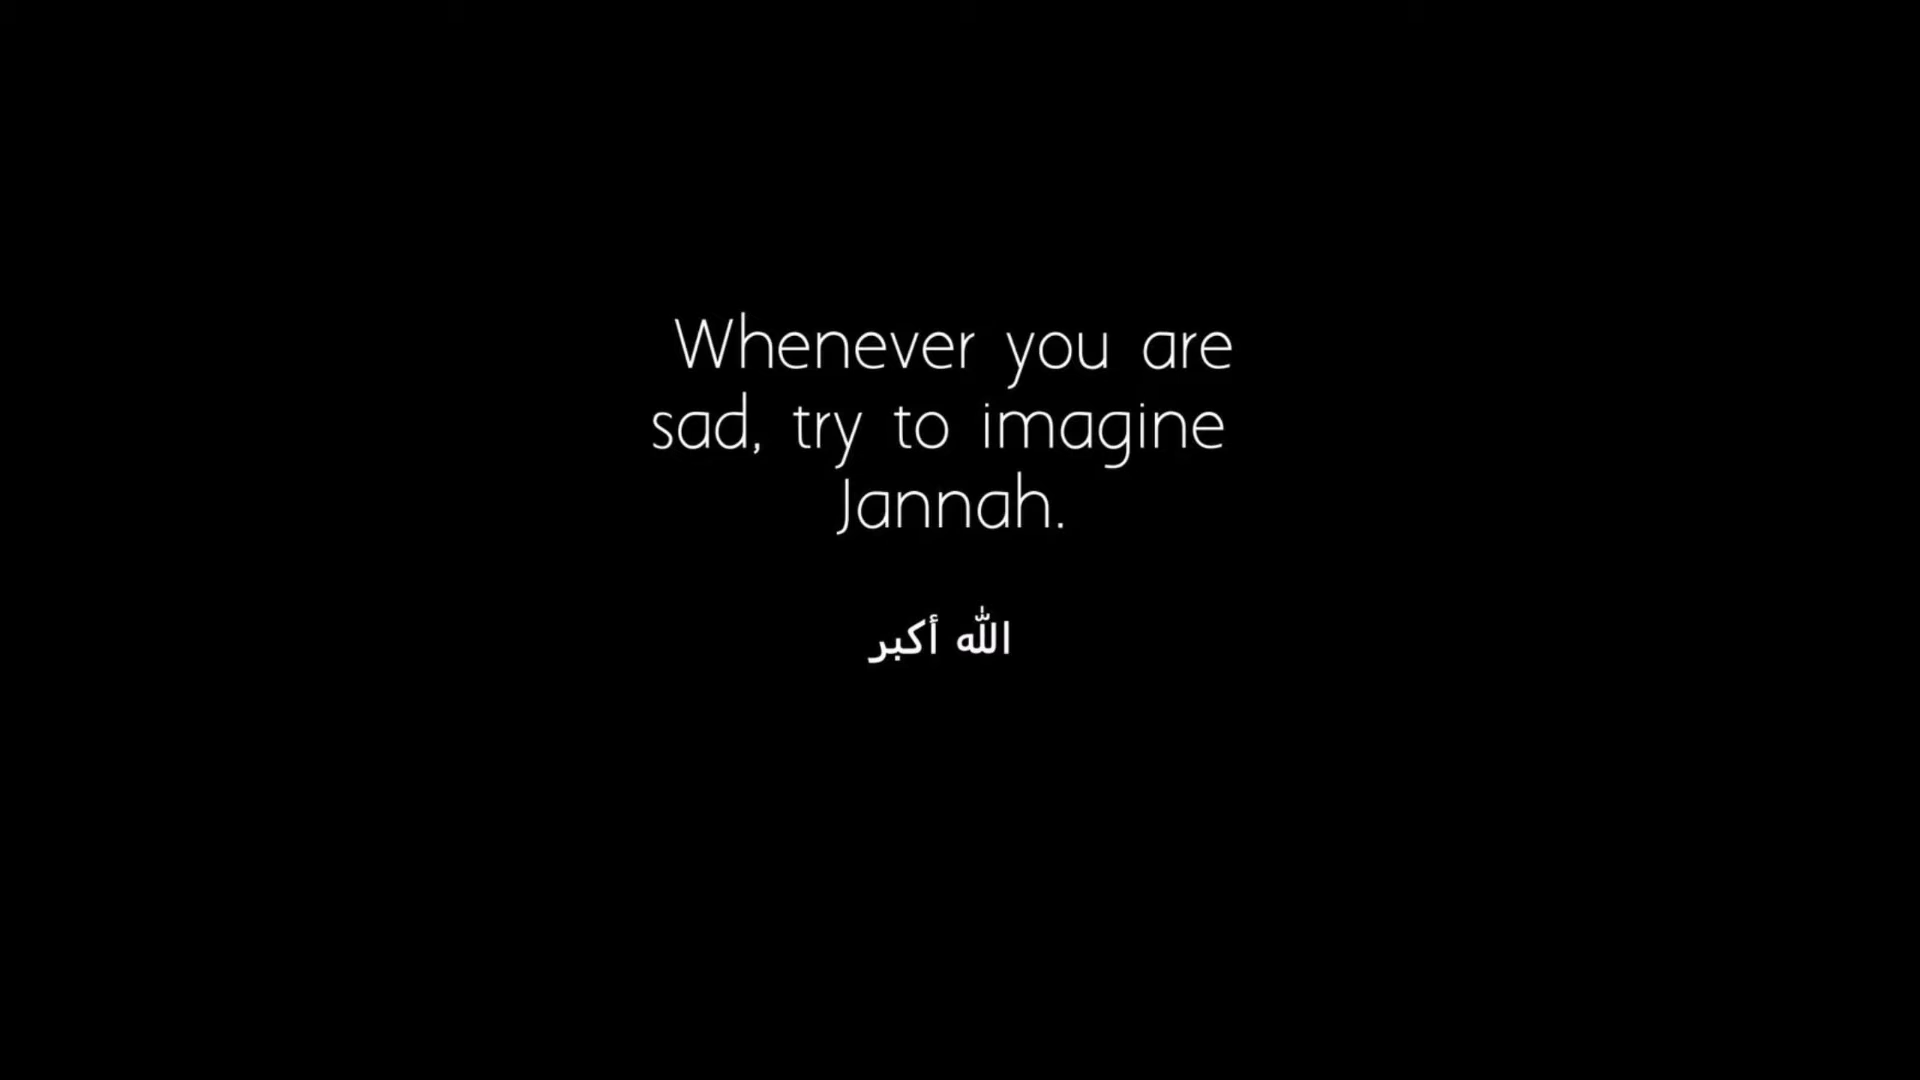 Whenever you are
sad, try to imagine
Jannah.
الله أكبر